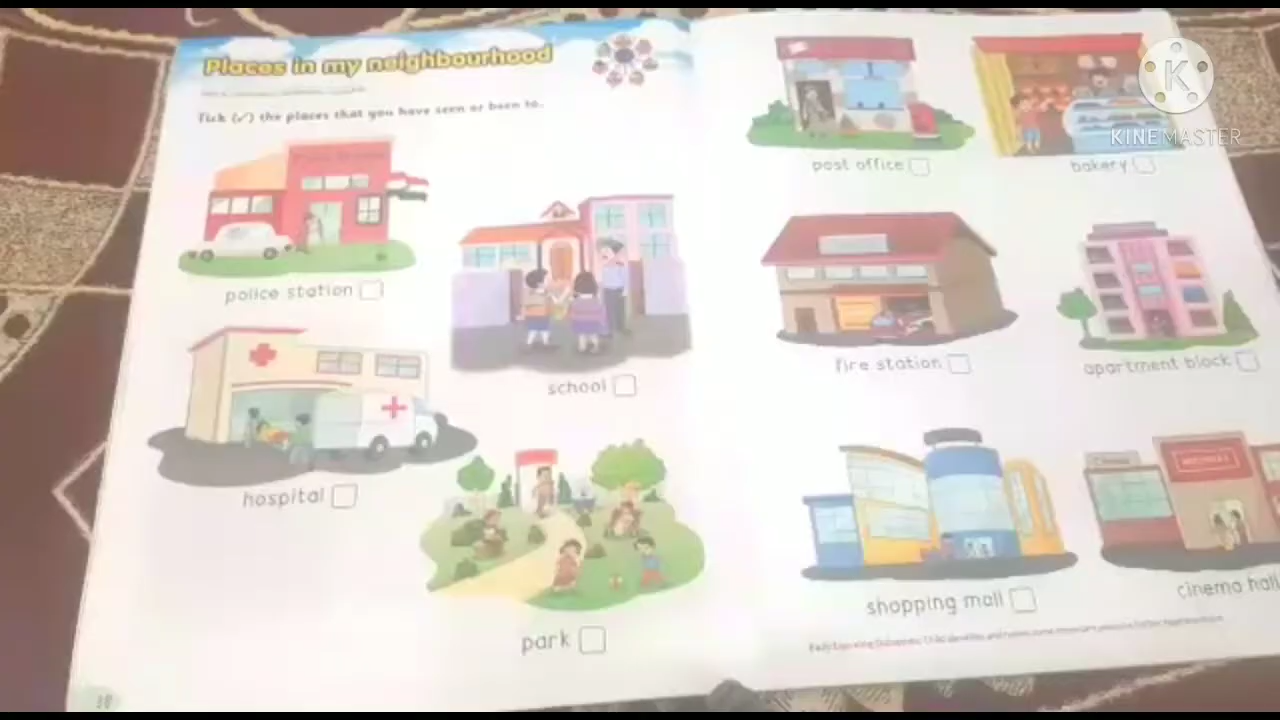 Places in my neighbourhood
Tick (✓) the places that you have seen or been to.
police station
school
hospital
park
38
post office
bakery
fire station
apartment block
shopping mall
cinema hall
KINEMASTER